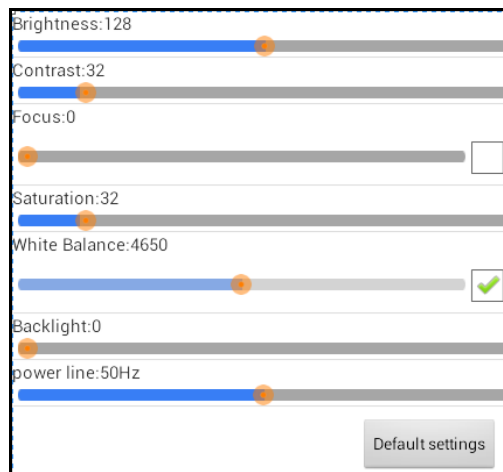 Brightness:128
Contrast:32
Focus:0
Saturation:32
White Balance:4650
Backlight:0
power line:50Hz
Default settings